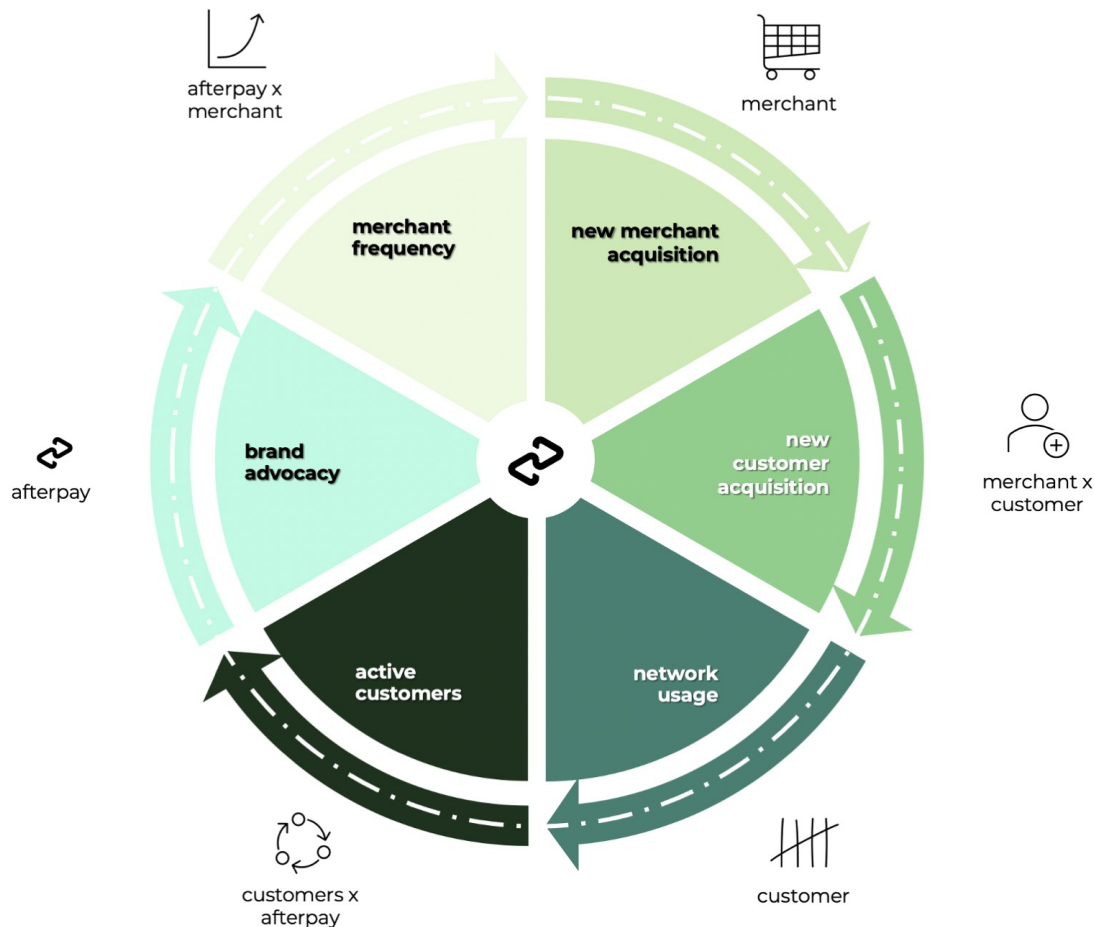 afterpay x
merchant
merchant
merchant
frequency
new merchant
acquisition
brand
advocacy
new
customer
acquisition
afterpay
merchant x
customer
active
customers
network
usage
customers x
afterpay
customer